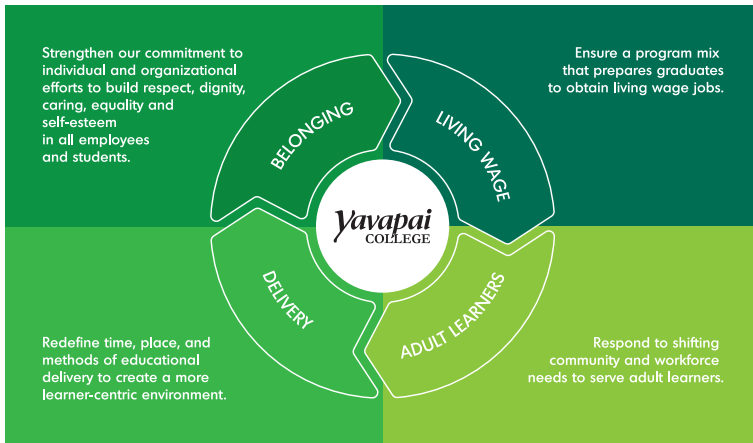 Strengthen our commitment to
individual and organizational
efforts to build respect, dignity,
caring, equality and
self-esteem
in all employees
and students.
BELONGING
Ensure a program mix
that prepares graduates
to obtain living wage jobs.
LIVING WAGE
Yavapai
COLLEGE
DELIVERY
Redefine time, place, and
methods of educational
delivery to create a more
learner-centric environment.
ADULT LEARNERS
Respond to shifting
community and workforce
needs to serve adult learners.